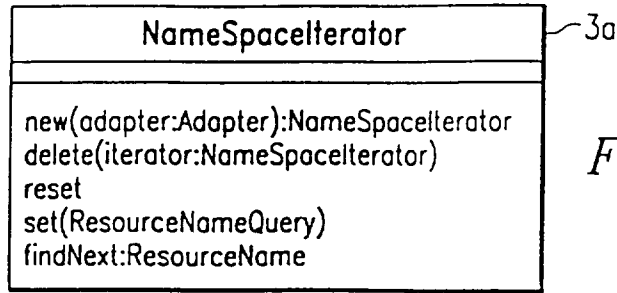 NameSpaceIterator
3a
new(adapter:Adapter):NameSpaceIterator
delete(iterator:NameSpaceIterator)
F
reset
set(ResourceNameQuery)
findNext:ResourceName